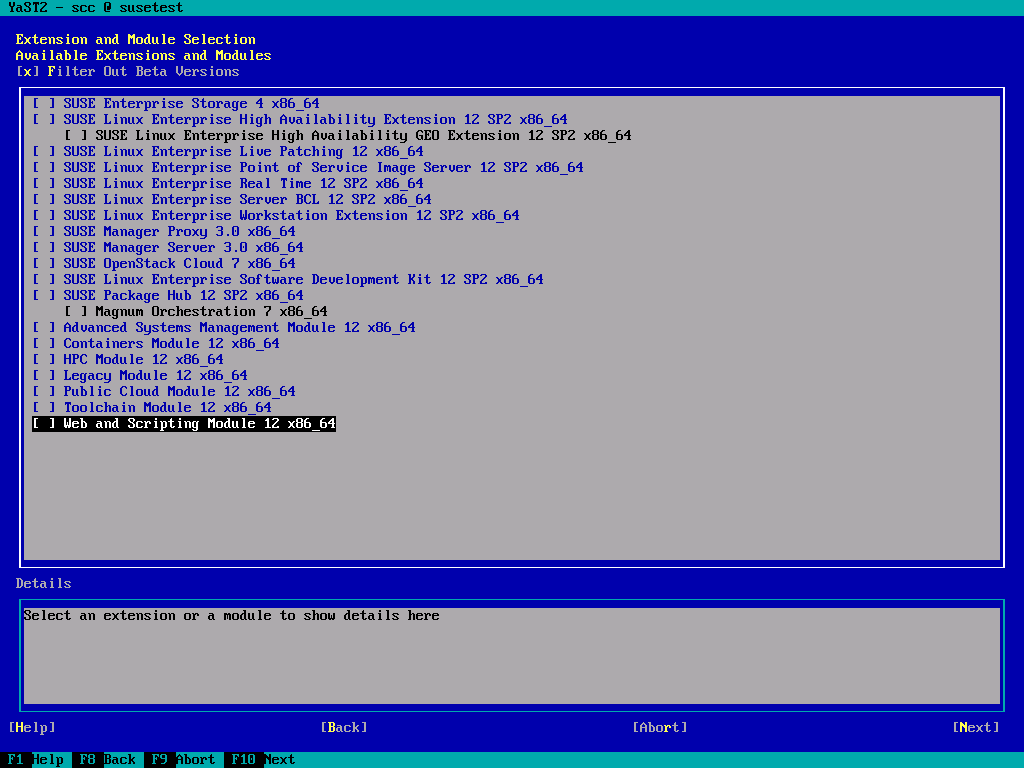 YaST2 - scc @ susetest
Extension and Module Selection
Available Extensions and Modules
[x] Filter Out Beta Versions
[ ] SUSE Enterprise Storage 4 x86_64
[ ] SUSE Linux Enterprise High Availability Extension 12 SP2 x86_64
[ ] SUSE Linux Enterprise High Availability GEO Extension 12 SP2 x86_64
[ ] SUSE Linux Enterprise Live Patching 12 x86_64
[ ] SUSE Linux Enterprise Point of Service Image Server 12 SP2 x86_64
[ ] SUSE Linux Enterprise Real Time 12 SP2 x86_64
[ ] SUSE Linux Enterprise Server BCL 12 SP2 x86_64
[ ] SUSE Linux Enterprise Workstation Extension 12 SP2 x86_64
[ ] SUSE Manager Proxy 3.0 x86_64
[ ] SUSE Manager Server 3.0 x86_64
[ ] SUSE OpenStack Cloud 7 x86_64
[ ] SUSE Linux Enterprise Software Development Kit 12 SP2 x86_64
[ ] SUSE Package Hub 12 SP2 x86_64
[ ] Magnum Orchestration 7 x86_64
[ ] Advanced Systems Management Module 12 x86_64
[ ] Containers Module 12 x86_64
[ ] HPC Module 12 x86_64
[ ] Legacy Module 12 x86_64
[ ] Public Cloud Module 12 x86_64
[ ] Toolchain Module 12 x86_64
[ ] Web and Scripting Module 12 x86_64
Details
Select an extension or a module to show details here
[Help] [Back] [Abort] [Next]
F1 Help F8 Back F9 Abort F10 Next